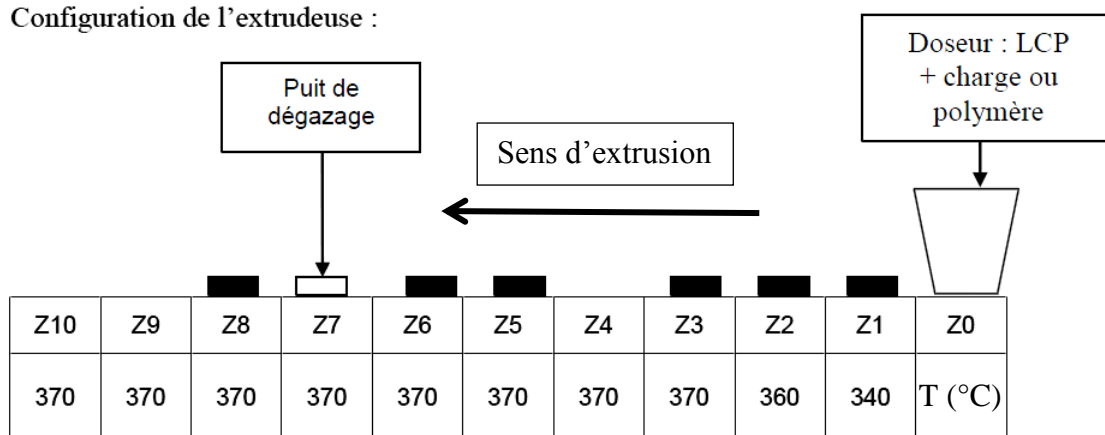 Configuration de l’extrudeuse :
Doseur : LCP
+ charge ou
polymère
Puit de
dégazage
Sens d’extrusion
Z10 Z9 Z8 Z7 Z6 Z5 Z4 Z3 Z2 Z1 Z0
370 370 370 370 370 370 370 370 360 340 T (°C)